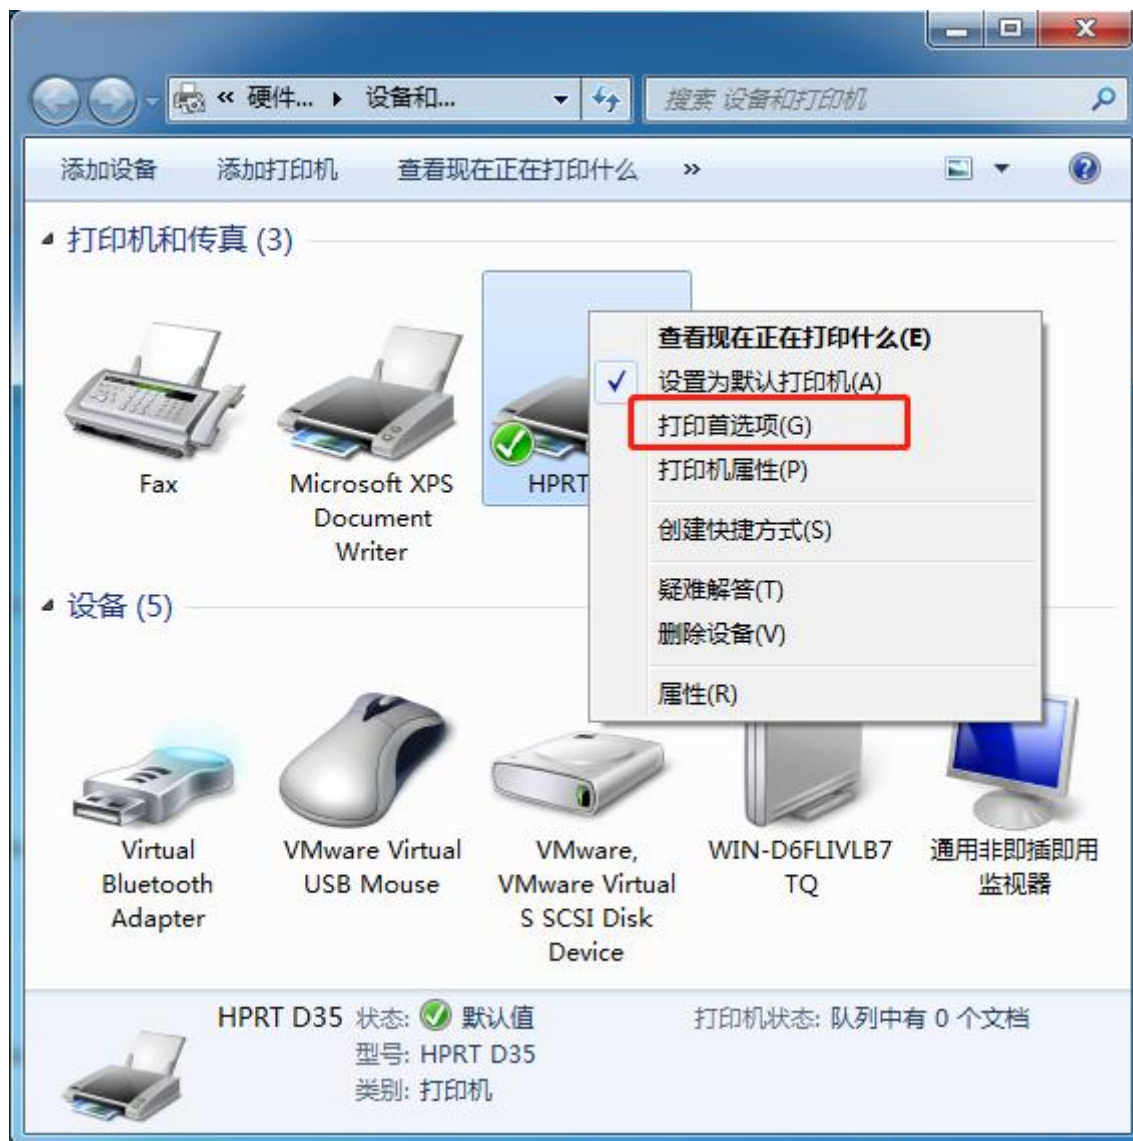 « 硬件... ▸ 设备和...
搜索 设备和打印机
添加设备 添加打印机 查看现在正在打印什么 »
打印机和传真 (3)
Fax
Microsoft XPS
Document
Writer
HPRT
查看现在正在打印什么(E)
设置为默认打印机(A)
打印首选项(G)
打印机属性(P)
创建快捷方式(S)
疑难解答(T)
删除设备(V)
属性(R)
设备 (5)
Virtual
Bluetooth
Adapter
VMware Virtual
USB Mouse
VMware,
VMware Virtual
S SCSI Disk
Device
WIN-D6FLIVLB7
TQ
通用非即插即用
监视器
HPRT D35 状态: 默认值 打印机状态: 队列中有 0 个文档
型号: HPRT D35
类别: 打印机